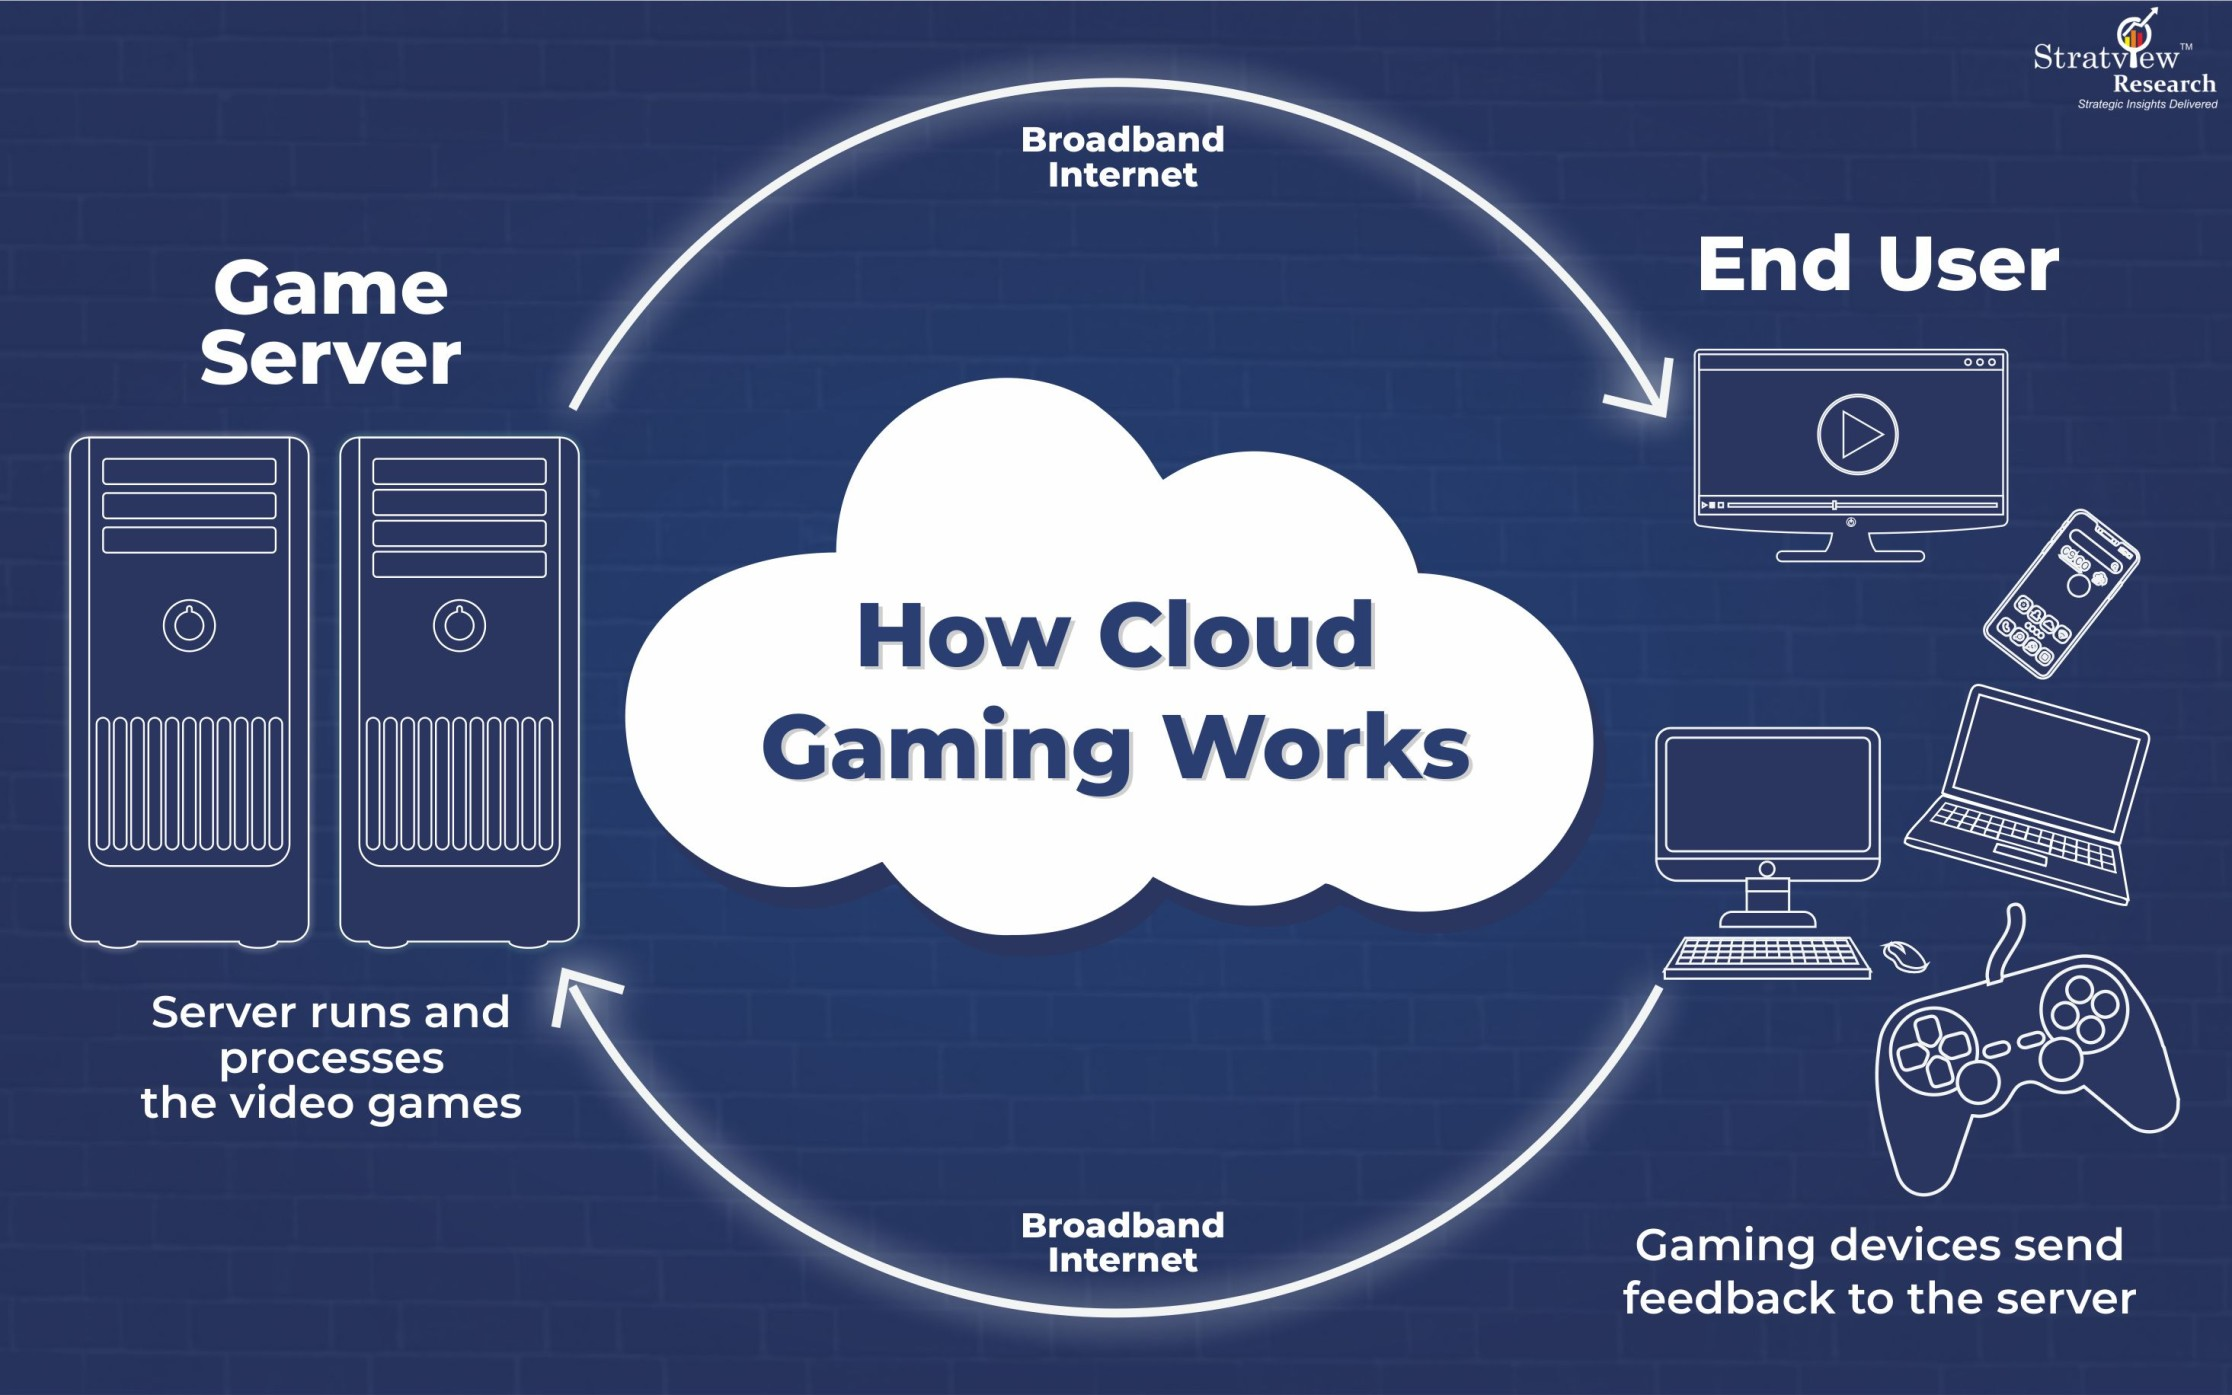 Stratview™
Research
Strategic Insights Delivered
Broadband
Internet
Game
Server
End User
How Cloud
Gaming Works
Server runs and
processes
the video games
Broadband
Internet
Gaming devices send
feedback to the server